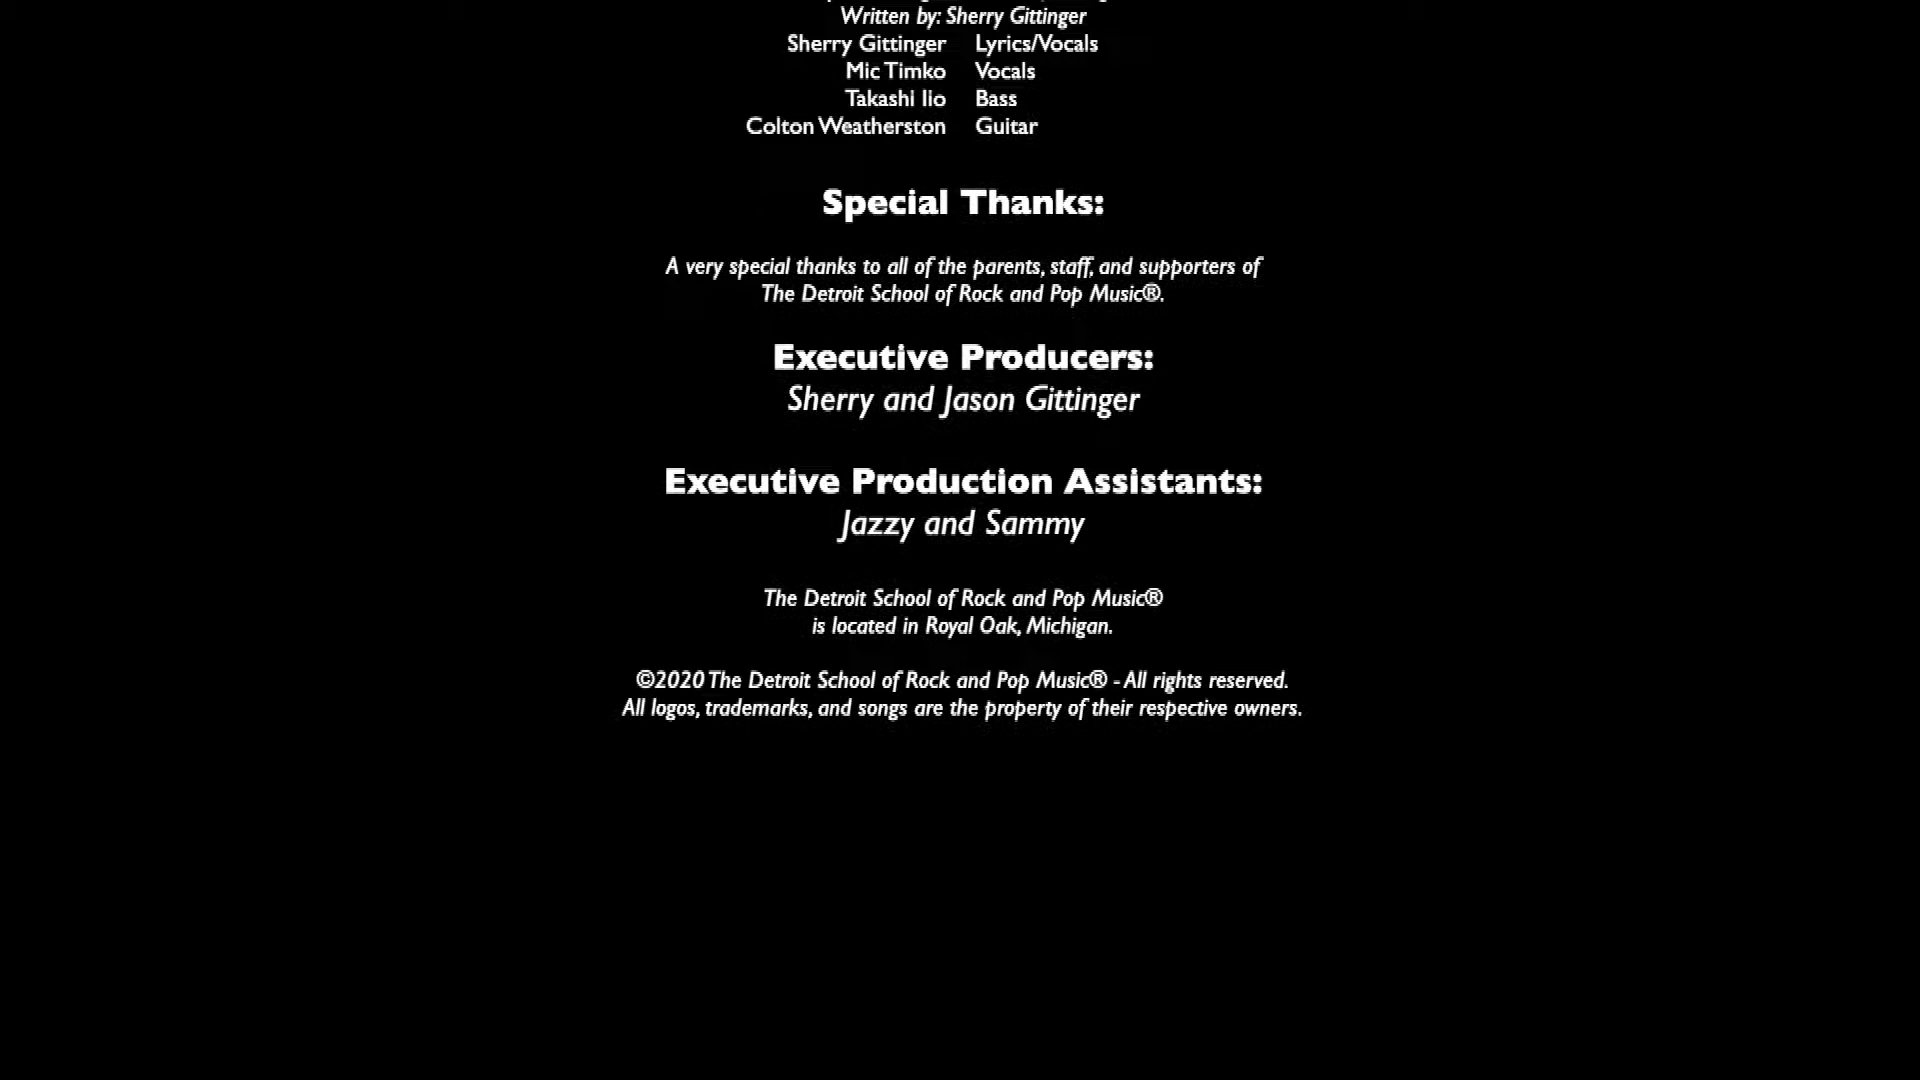 Written by: Sherry Gittinger
Sherry Gittinger Lyrics/Vocals
Mic Timko Vocals
Takashi Iio Bass
Colton Weatherston Guitar
Special Thanks:
A very special thanks to all of the parents, staff, and supporters of
The Detroit School of Rock and Pop Music®.
Executive Producers:
Sherry and Jason Gittinger
Executive Production Assistants:
Jazzy and Sammy
The Detroit School of Rock and Pop Music®
is located in Royal Oak, Michigan.
©2020 The Detroit School of Rock and Pop Music® - All rights reserved.
All logos, trademarks, and songs are the property of their respective owners.